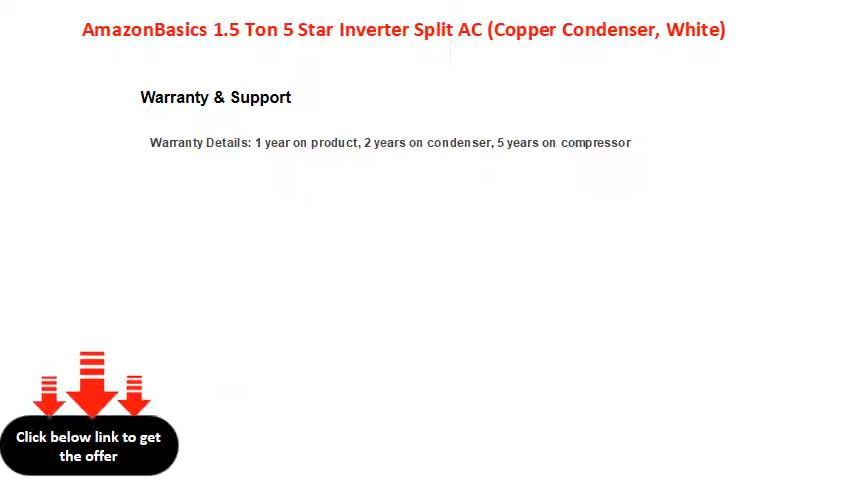 AmazonBasics 1.5 Ton 5 Star Inverter Split AC (Copper Condenser, White)
Warranty & Support
Warranty Details: 1 year on product, 2 years on condenser, 5 years on compressor
Click below link to get
the offer